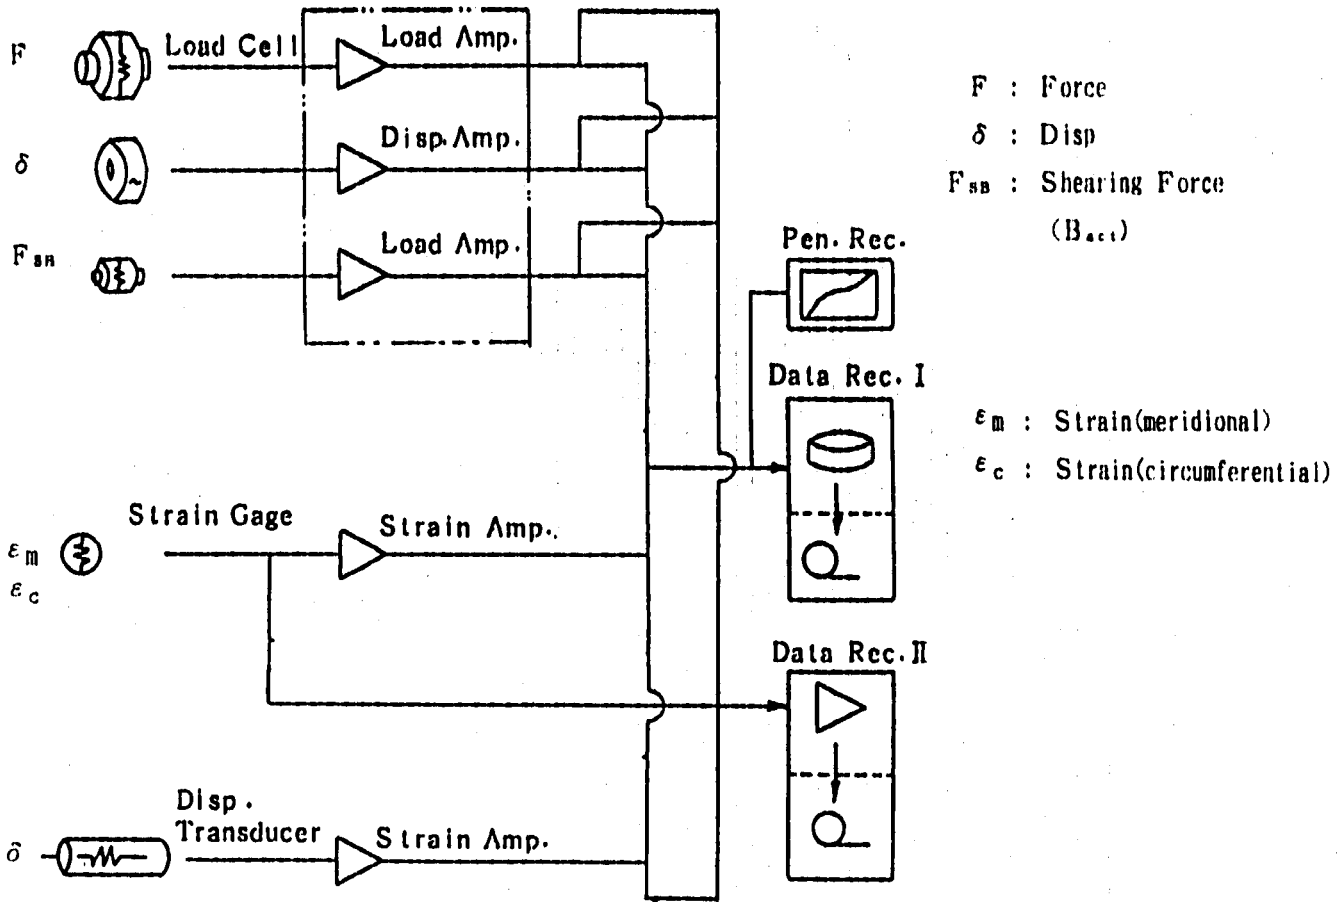 F
Load Cell
Load Amp.
δ
Disp. Amp.
F_SB
Load Amp.
F : Force
δ : Disp
F_SB : Shearing Force
(B_act)
Pen. Rec.
Data Rec. I
ε_m : Strain(meridional)
ε_c : Strain(circumferential)
Strain Gage
Strain Amp.
ε_m
ε_c
Data Rec. II
Disp.
Transducer
Strain Amp.
δ